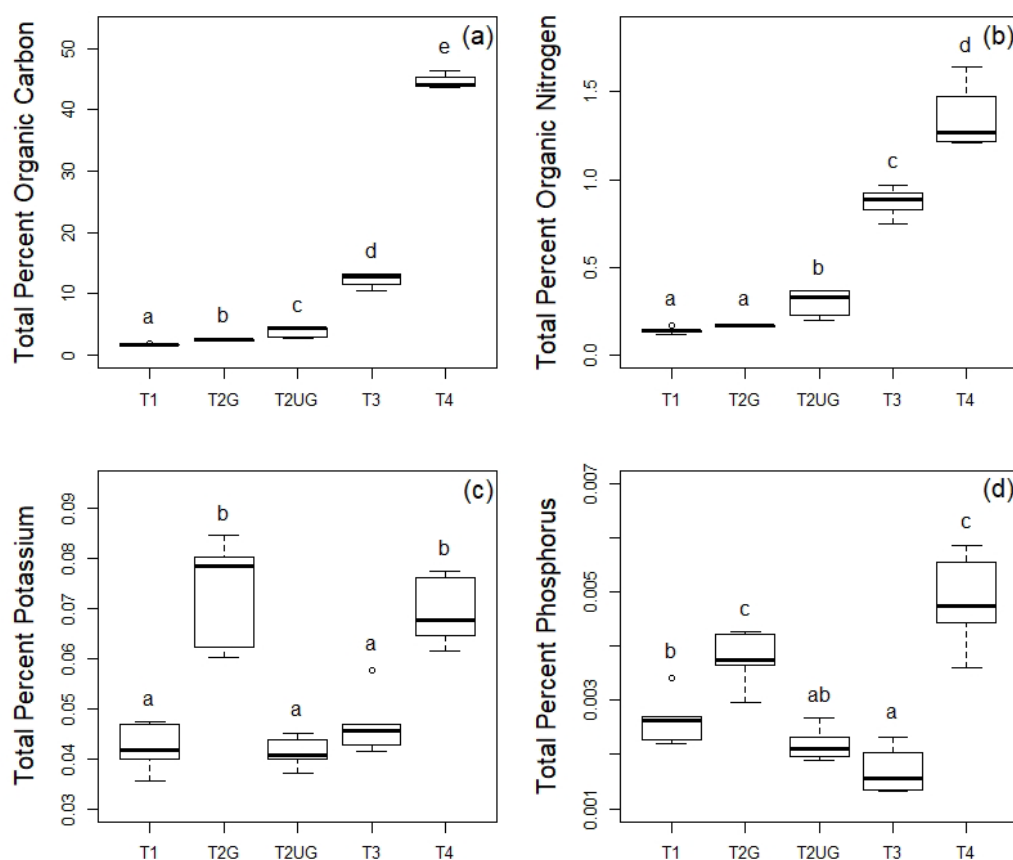 (a)
Total Percent Organic Carbon
50
40
30
20
10
0
a
b
c
d
e
T1 T2G T2UG T3 T4
(b)
Total Percent Organic Nitrogen
1.5
1.0
0.5
0.0
a
a
b
c
d
T1 T2G T2UG T3 T4
(c)
Total Percent Potassium
0.09
0.08
0.07
0.06
0.05
0.04
0.03
a
b
a
a
b
T1 T2G T2UG T3 T4
(d)
Total Percent Phosphorus
0.007
0.005
0.003
0.001
b
c
ab
a
c
T1 T2G T2UG T3 T4